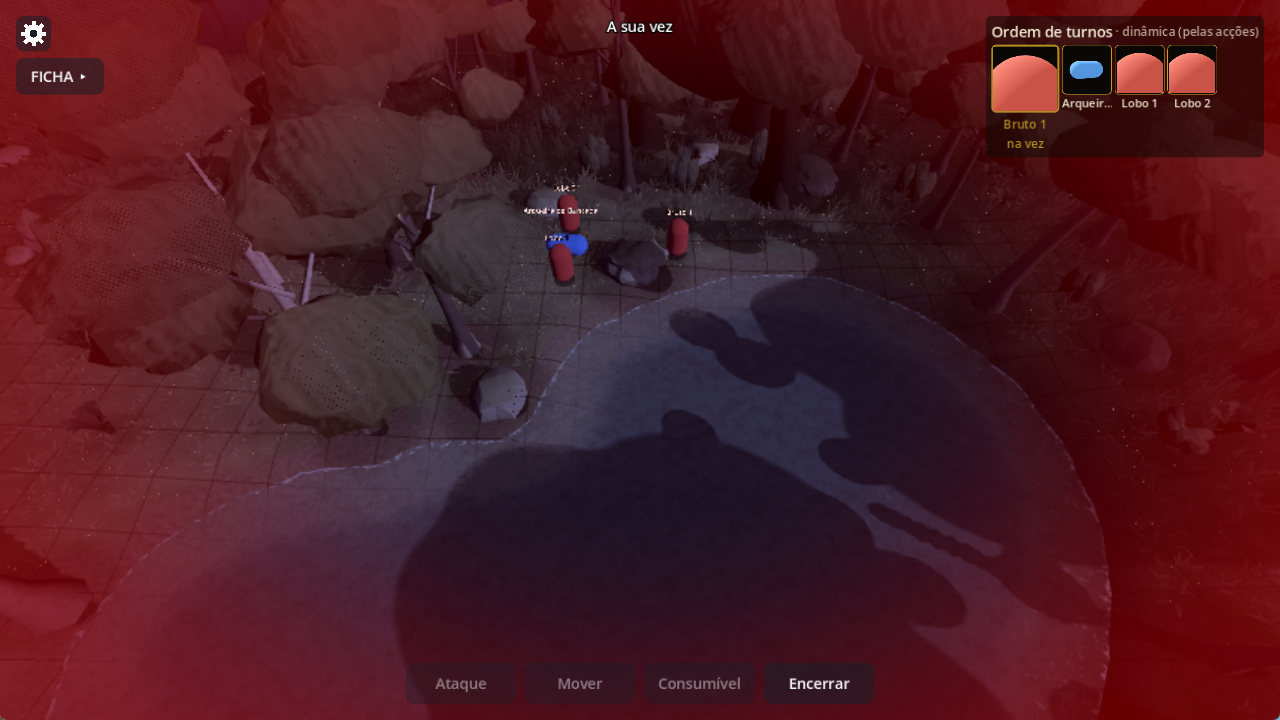 A sua vez
FICHA ▸
Ordem de turnos · dinâmica (pelas acções)
Arqueir... Lobo 1 Lobo 2
Bruto 1
na vez
Ataque Mover Consumível Encerrar